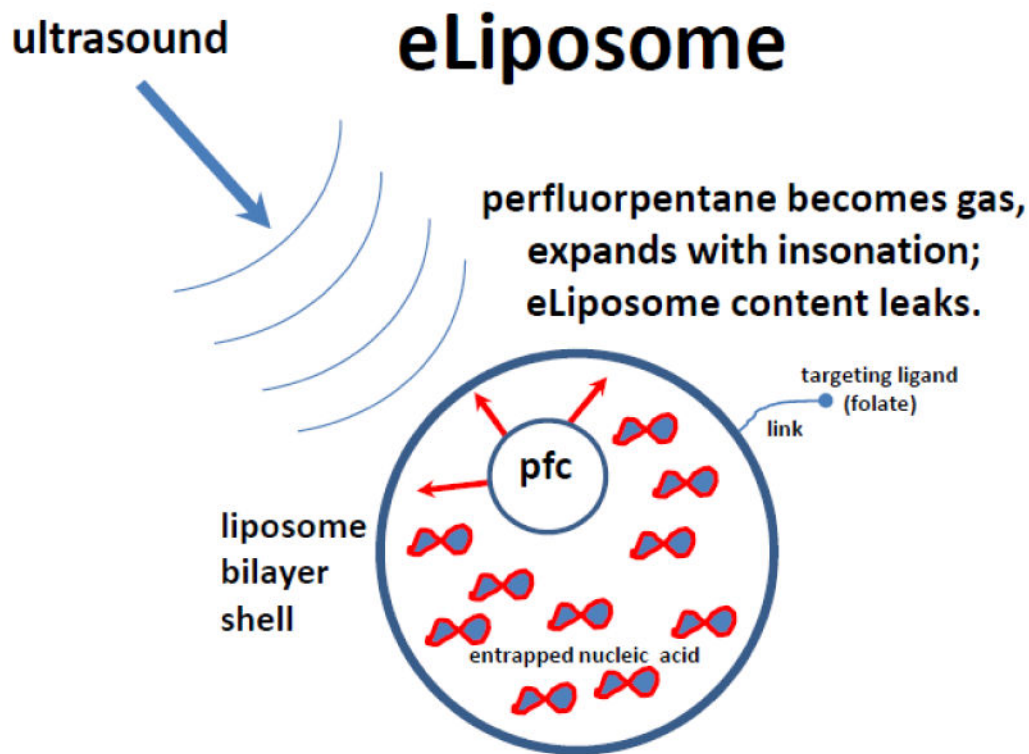 ultrasound
eLiposome
perfluorpentane becomes gas,
expands with insonation;
eLiposome content leaks.
targeting ligand
(folate)
link
pfc
liposome
bilayer
shell
entrapped nucleic acid